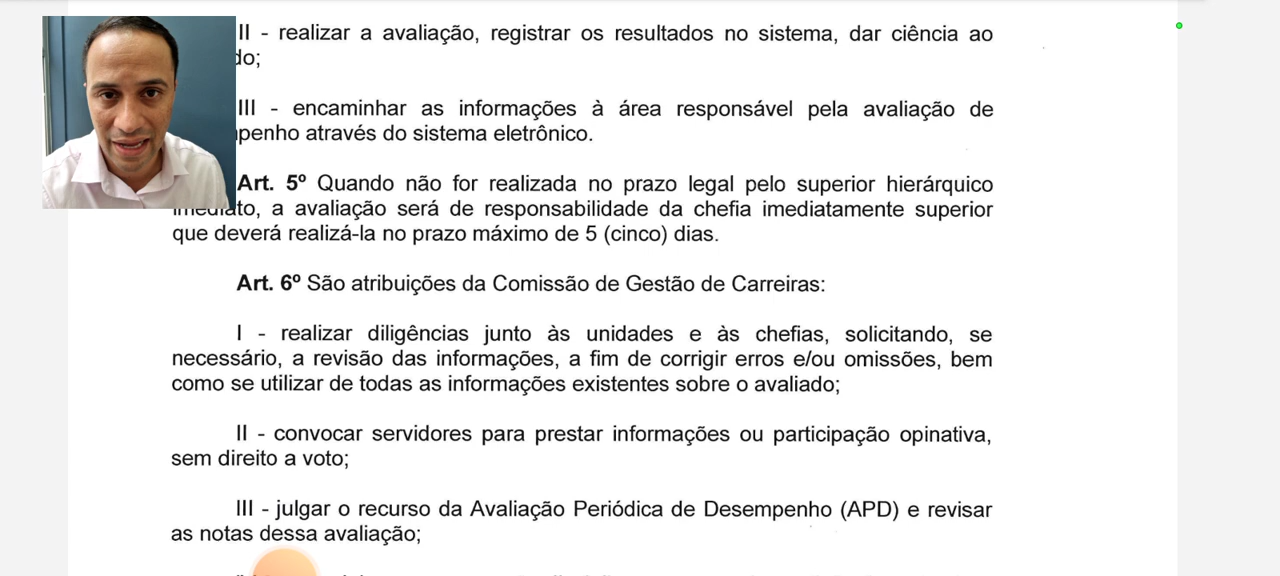 II - realizar a avaliação, registrar os resultados no sistema, dar ciência ao
do;
III - encaminhar as informações à área responsável pela avaliação de
penho através do sistema eletrônico.
Art. 5º Quando não for realizada no prazo legal pelo superior hierárquico
imediato, a avaliação será de responsabilidade da chefia imediatamente superior
que deverá realizá-la no prazo máximo de 5 (cinco) dias.
Art. 6º São atribuições da Comissão de Gestão de Carreiras:
I - realizar diligências junto às unidades e às chefias, solicitando, se
necessário, a revisão das informações, a fim de corrigir erros e/ou omissões, bem
como se utilizar de todas as informações existentes sobre o avaliado;
II - convocar servidores para prestar informações ou participação opinativa,
sem direito a voto;
III - julgar o recurso da Avaliação Periódica de Desempenho (APD) e revisar
as notas dessa avaliação;